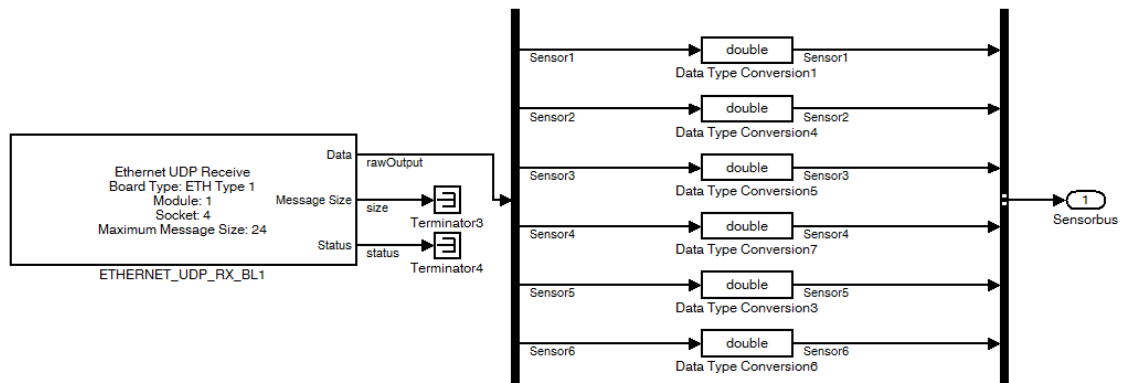 Ethernet UDP Receive
Board Type: ETH Type 1
Module: 1
Socket: 4
Maximum Message Size: 24
Data
Message Size
Status
ETHERNET_UDP_RX_BL1
rawOutput
size
Terminator3
status
Terminator4
Sensor1
double
Sensor1
Data Type Conversion1
Sensor2
double
Sensor2
Data Type Conversion4
Sensor3
double
Sensor3
Data Type Conversion5
Sensor4
double
Sensor4
Data Type Conversion7
Sensor5
double
Sensor5
Data Type Conversion3
Sensor6
double
Sensor6
Data Type Conversion6
1
Sensorbus